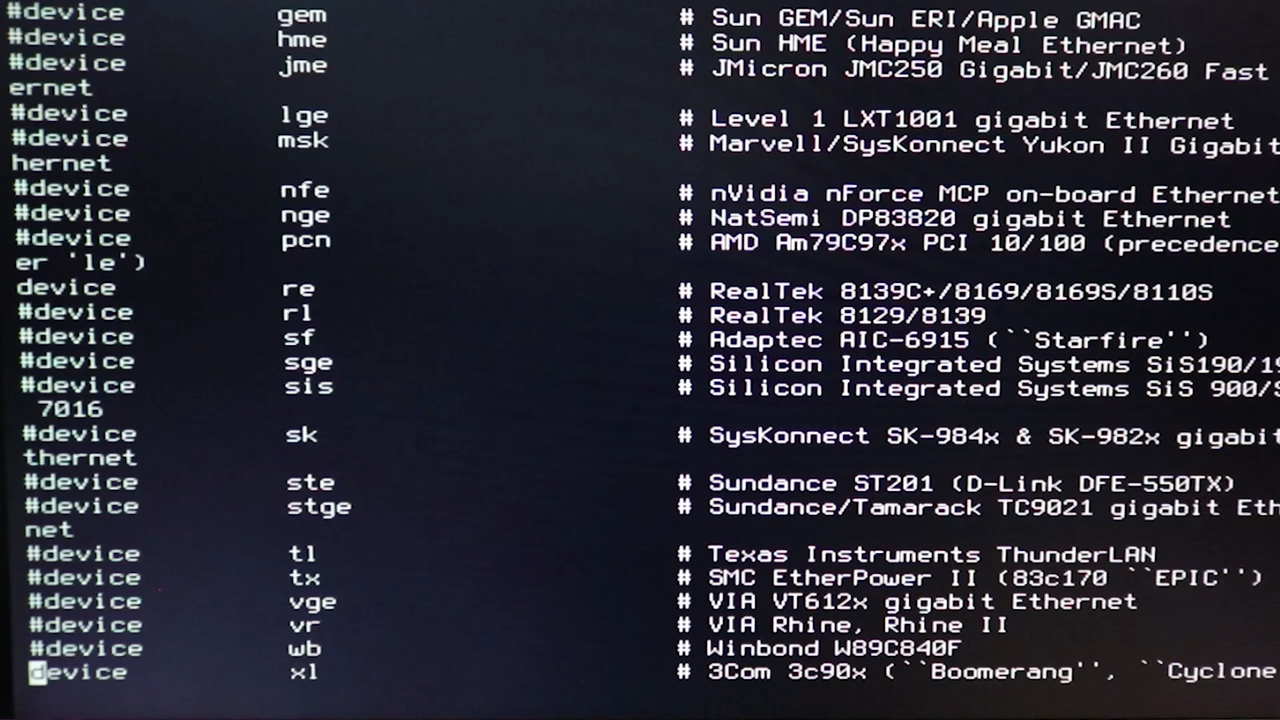 #device gem # Sun GEM/Sun ERI/Apple GMAC
#device hme # Sun HME (Happy Meal Ethernet)
#device jme # JMicron JMC250 Gigabit/JMC260 Fast
ernet
#device lge # Level 1 LXT1001 gigabit Ethernet
#device msk # Marvell/SysKonnect Yukon II Gigabit
hernet
#device nfe # nVidia nForce MCP on-board Ethernet
#device nge # NatSemi DP83820 gigabit Ethernet
#device pcn # AMD Am79C97x PCI 10/100 (precedence
er 'le')
device re # RealTek 8139C+/8169/8169S/8110S
#device rl # RealTek 8129/8139
#device sf # Adaptec AIC-6915 (``Starfire'')
#device sge # Silicon Integrated Systems SiS190/19
#device sis # Silicon Integrated Systems SiS 900/S
7016
#device sk # SysKonnect SK-984x & SK-982x gigabit
thernet
#device ste # Sundance ST201 (D-Link DFE-550TX)
#device stge # Sundance/Tamarack TC9021 gigabit Eth
net
#device tl # Texas Instruments ThunderLAN
#device tx # SMC EtherPower II (83c170 ``EPIC'')
#device vge # VIA VT612x gigabit Ethernet
#device vr # VIA Rhine, Rhine II
#device wb # Winbond W89C840F
device xl # 3Com 3c90x (``Boomerang'', ``Cyclone